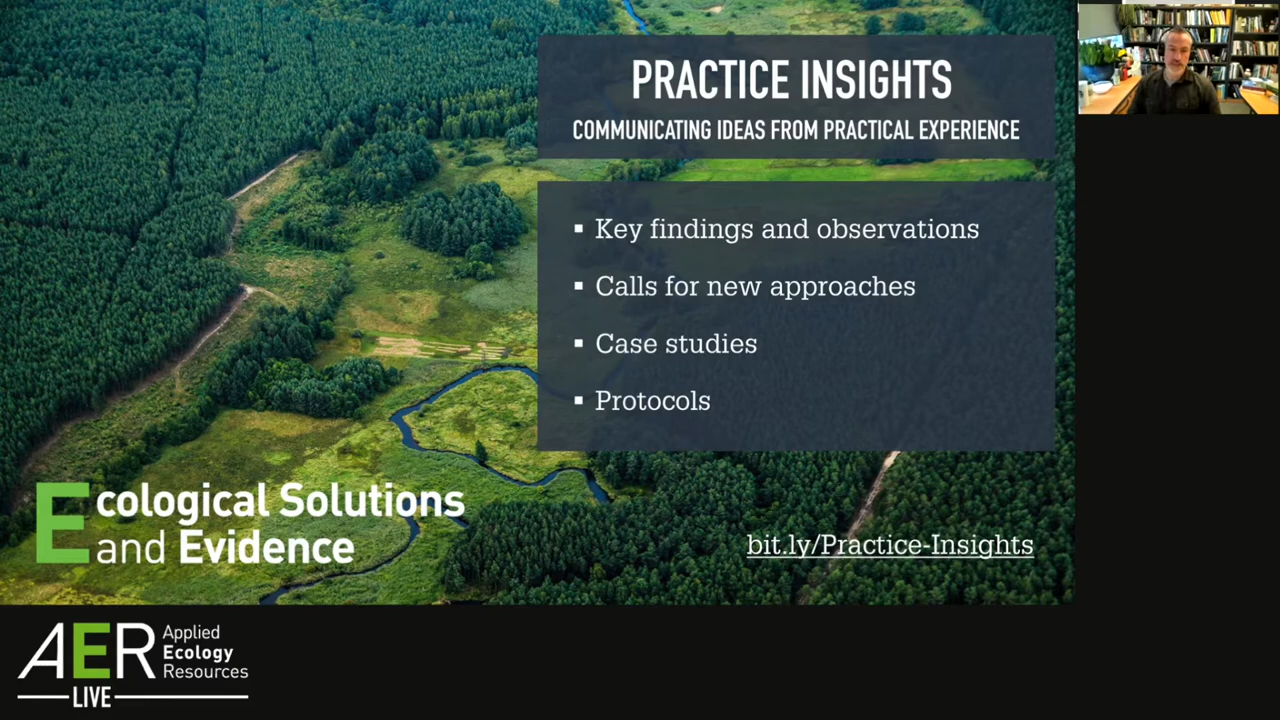 PRACTICE INSIGHTS
COMMUNICATING IDEAS FROM PRACTICAL EXPERIENCE
▪ Key findings and observations
▪ Calls for new approaches
▪ Case studies
▪ Protocols
Ecological Solutions
and Evidence
bit.ly/Practice-Insights
AER
LIVE
Applied
Ecology
Resources